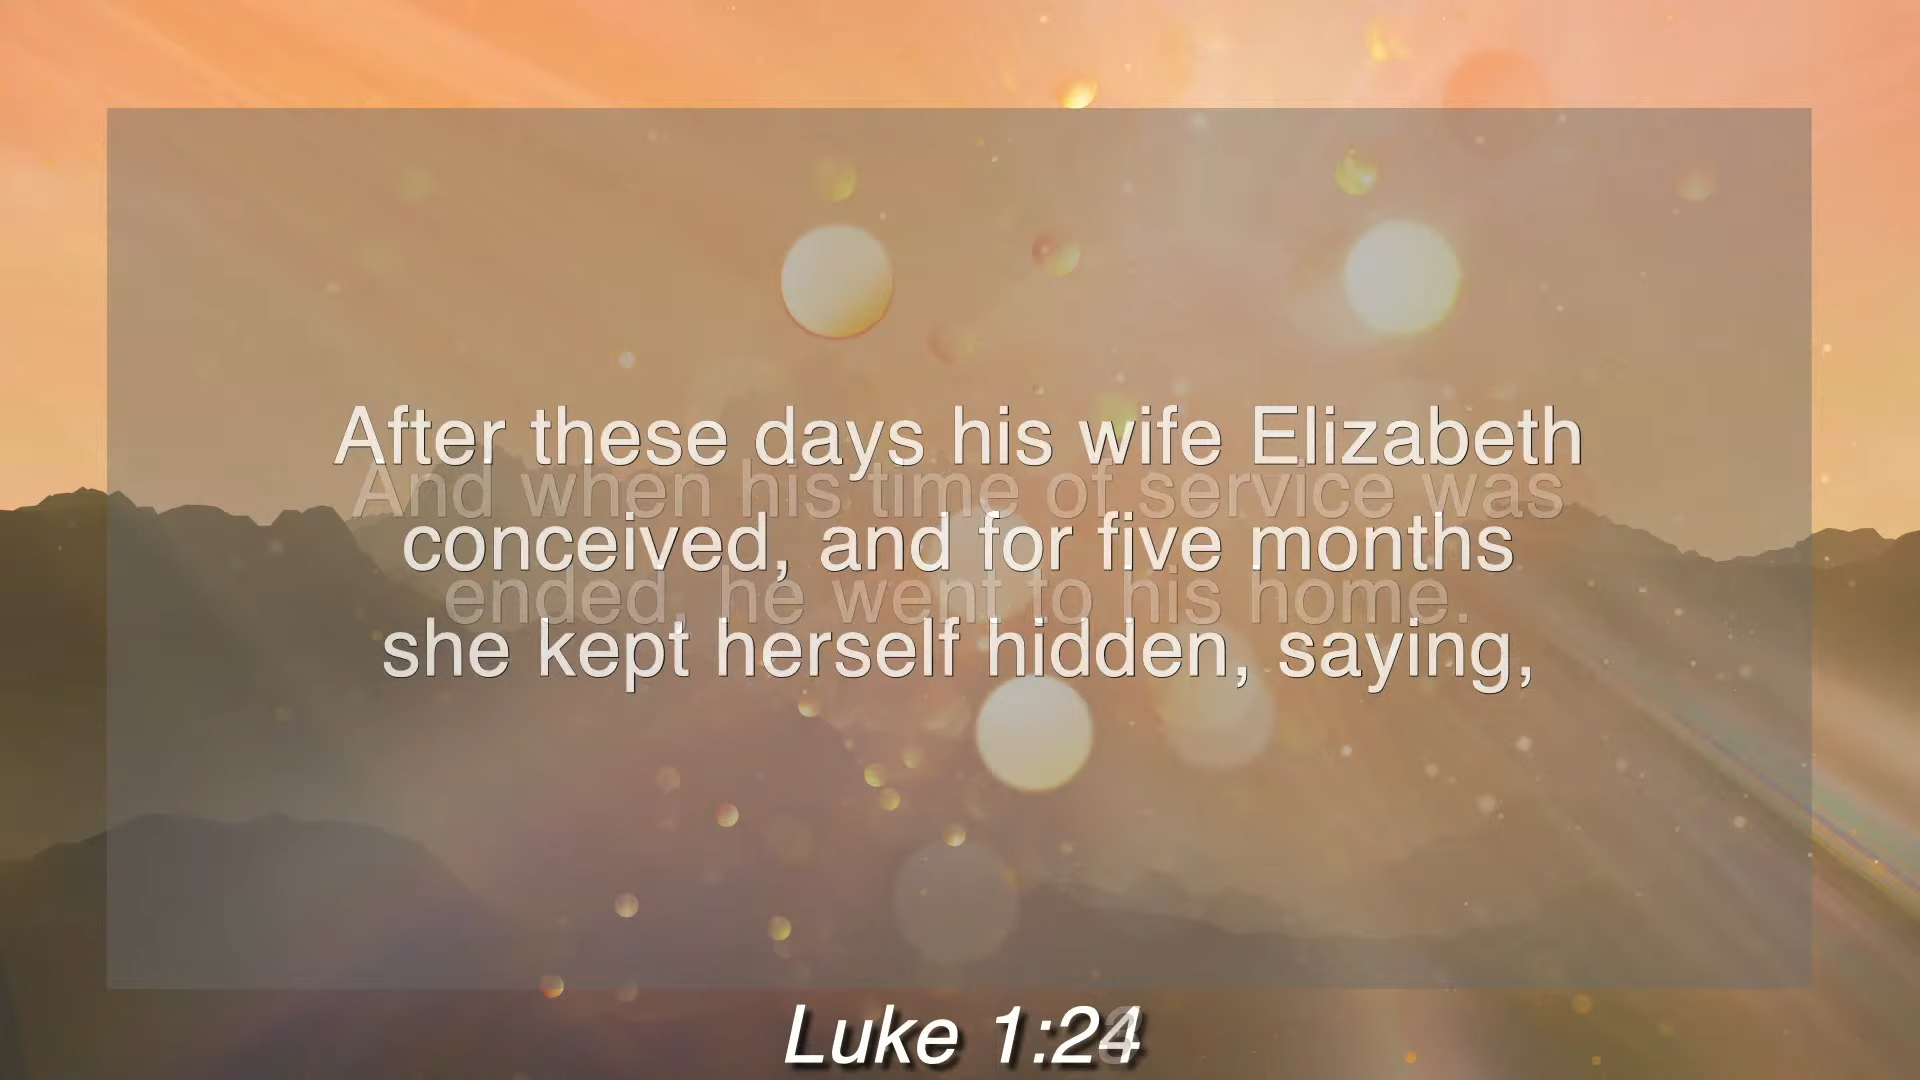 After these days his wife Elizabeth
And when his time of service was
conceived, and for five months
ended, he went to his home.
she kept herself hidden, saying,
Luke 1:24